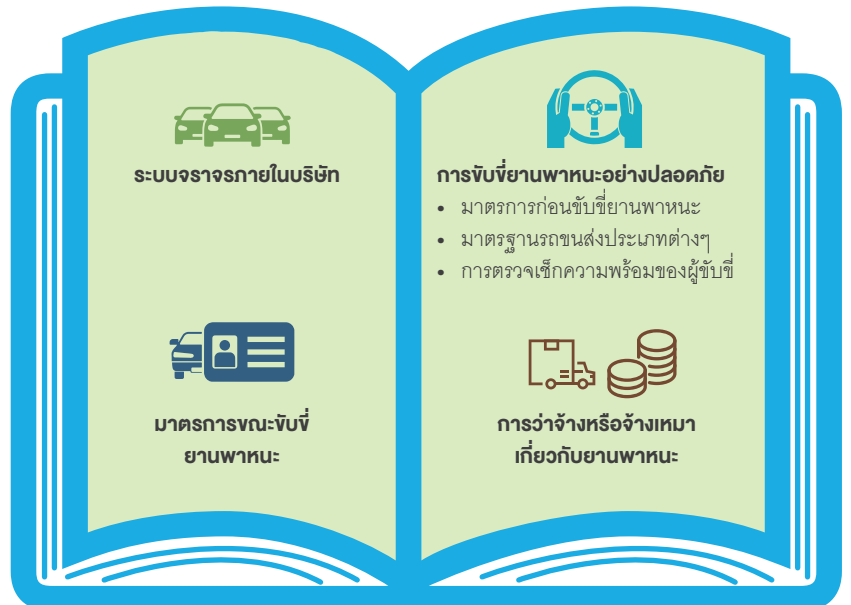 ระบบจราจรภายในบริษัท
มาตรการขณะขับขี่
ยานพาหนะ
การขับขี่ยานพาหนะอย่างปลอดภัย
• มาตรการก่อนขับขี่ยานพาหนะ
• มาตรฐานรถขนส่งประเภทต่างๆ
• การตรวจเช็กความพร้อมของผู้ขับขี่
การว่าจ้างหรือจ้างเหมา
เกี่ยวกับยานพาหนะ